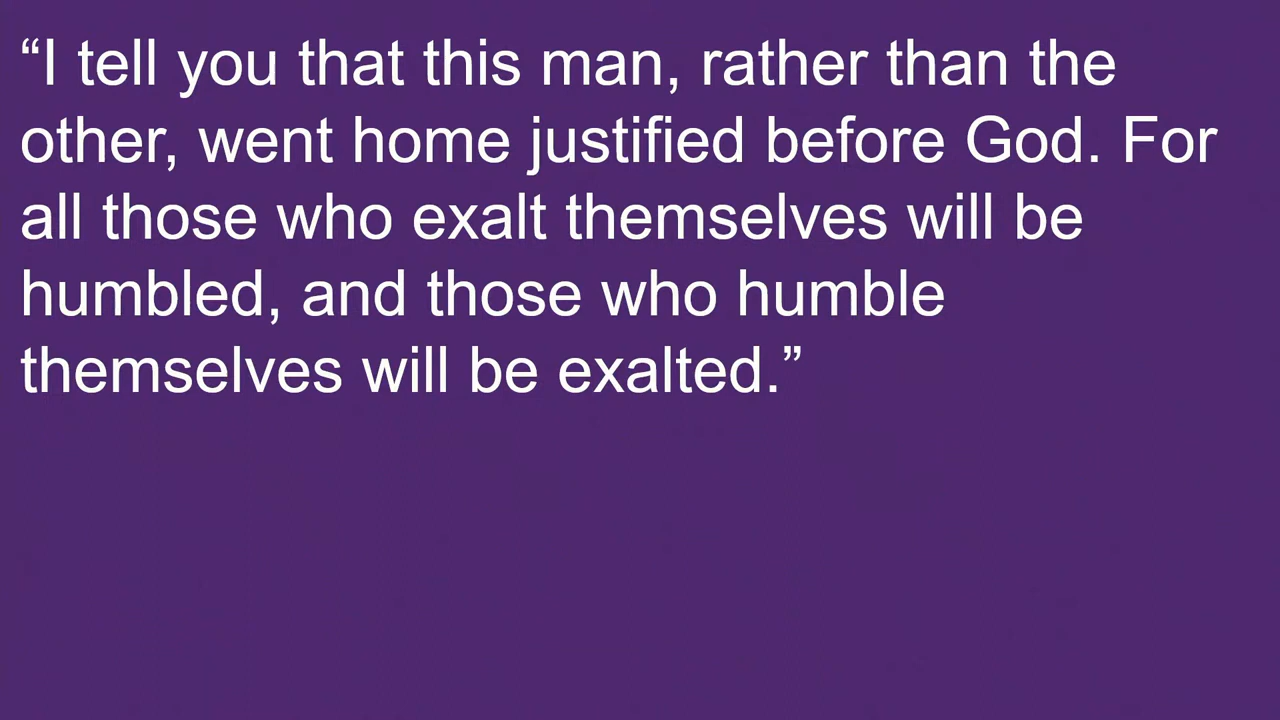 “I tell you that this man, rather than the
other, went home justified before God. For
all those who exalt themselves will be
humbled, and those who humble
themselves will be exalted.”